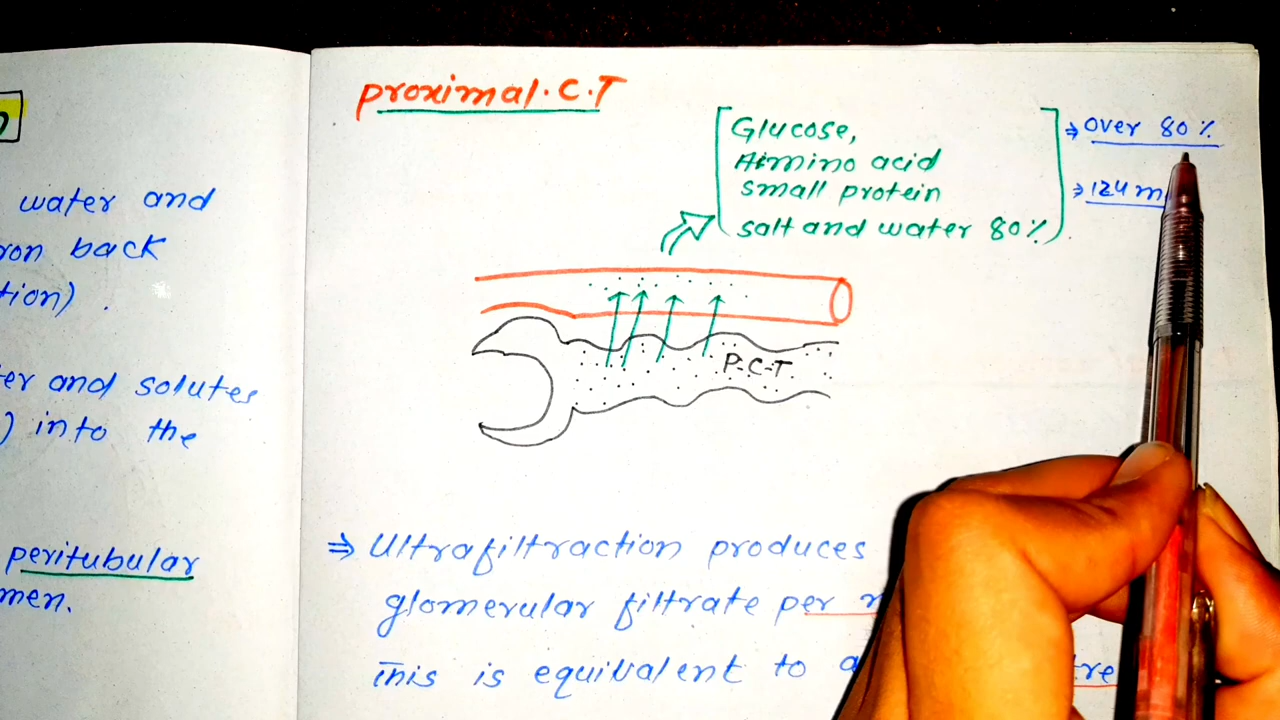 water and
back
tion) .
and solutes
) into the
peritubular
men.
proximal.C.T
Glucose,
Amino acid
small protein
salt and water 80%
⇒ over 80%
⇒ 124 m
P-C-T
⇒ Ultrafiltraction produces
glomerular filtrate per
This is equivalent to a